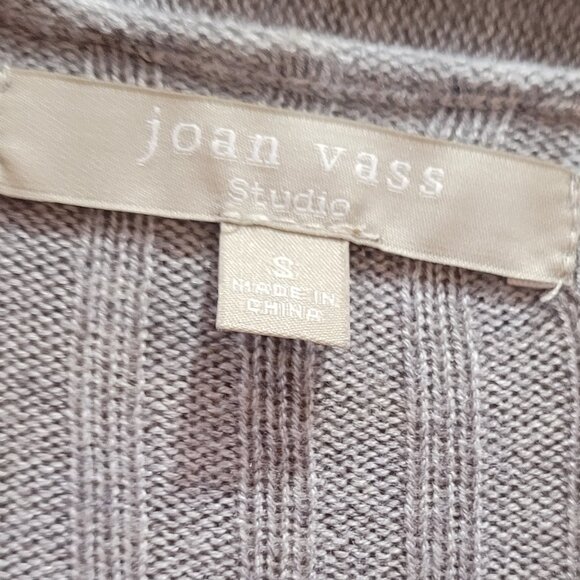 joan vass
Studio
S
MADE IN
CHINA